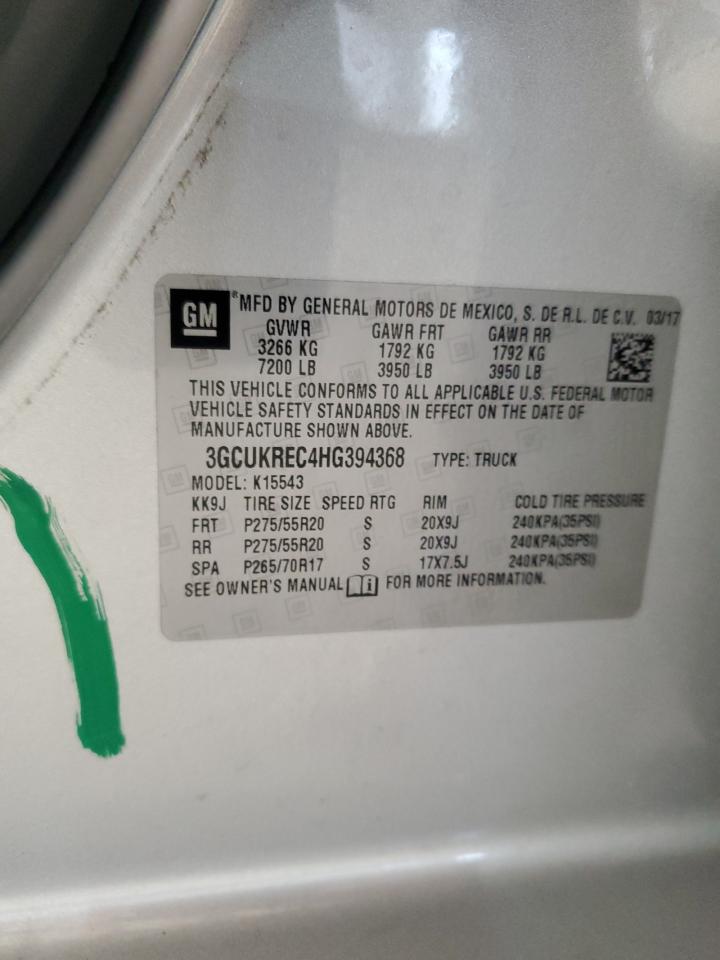 GM ® MFD BY GENERAL MOTORS DE MEXICO, S. DE R.L. DE C.V. 03/17
GVWR GAWR FRT GAWR RR
3266 KG 1792 KG 1792 KG
7200 LB 3950 LB 3950 LB
THIS VEHICLE CONFORMS TO ALL APPLICABLE U.S. FEDERAL MOTOR
VEHICLE SAFETY STANDARDS IN EFFECT ON THE DATE OF
MANUFACTURE SHOWN ABOVE.
3GCUKREC4HG394368 TYPE: TRUCK
MODEL: K15543
KK9J TIRE SIZE SPEED RTG RIM COLD TIRE PRESSURE
FRT P275/55R20 S 20X9J 240KPA(35PSI)
RR P275/55R20 S 20X9J 240KPA(35PSI)
SPA P265/70R17 S 17X7.5J 240KPA(35PSI)
SEE OWNER'S MANUAL i FOR MORE INFORMATION.